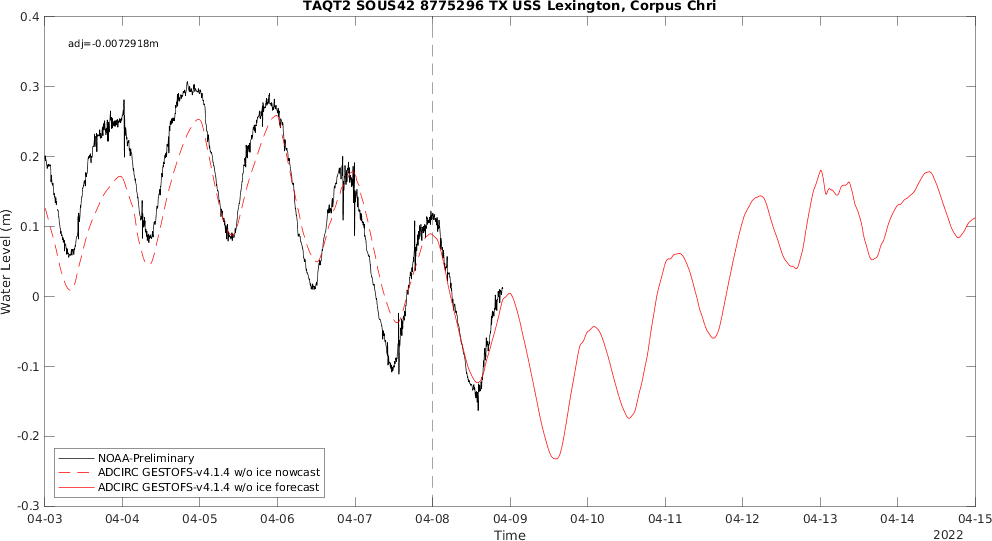 TAQT2 SOUS42 8775296 TX USS Lexington, Corpus Chri
adj=-0.0072918m
0.4
0.3
0.2
0.1
0
-0.1
-0.2
-0.3
Water Level (m)
NOAA-Preliminary
ADCIRC GESTOFS-v4.1.4 w/o ice nowcast
ADCIRC GESTOFS-v4.1.4 w/o ice forecast
04-03 04-04 04-05 04-06 04-07 04-08 04-09 04-10 04-11 04-12 04-13 04-14 04-15
Time
2022